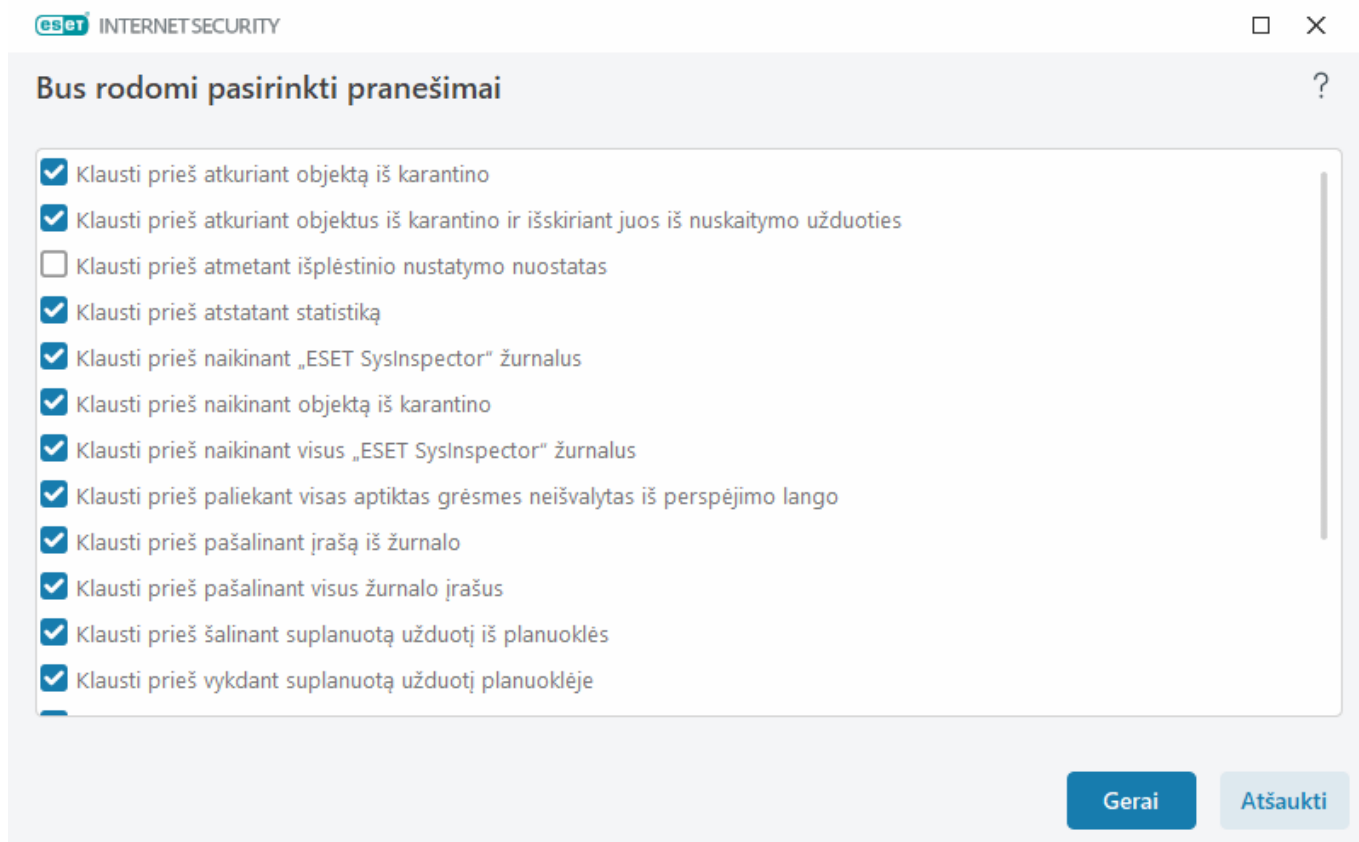 eset INTERNET SECURITY
Bus rodomi pasirinkti pranešimai
?
Klausti prieš atkuriant objektą iš karantino
Klausti prieš atkuriant objektus iš karantino ir išskiriant juos iš nuskaitymo užduoties
Klausti prieš atmetant išplėstinio nustatymo nuostatas
Klausti prieš atstatant statistiką
Klausti prieš naikinant „ESET SysInspector“ žurnalus
Klausti prieš naikinant objektą iš karantino
Klausti prieš naikinant visus „ESET SysInspector“ žurnalus
Klausti prieš paliekant visas aptiktas grėsmes neišvalytas iš perspėjimo lango
Klausti prieš pašalinant įrašą iš žurnalo
Klausti prieš pašalinant visus žurnalo įrašus
Klausti prieš šalinant suplanuotą užduotį iš planuoklės
Klausti prieš vykdant suplanuotą užduotį planuoklėje
Gerai Atšaukti